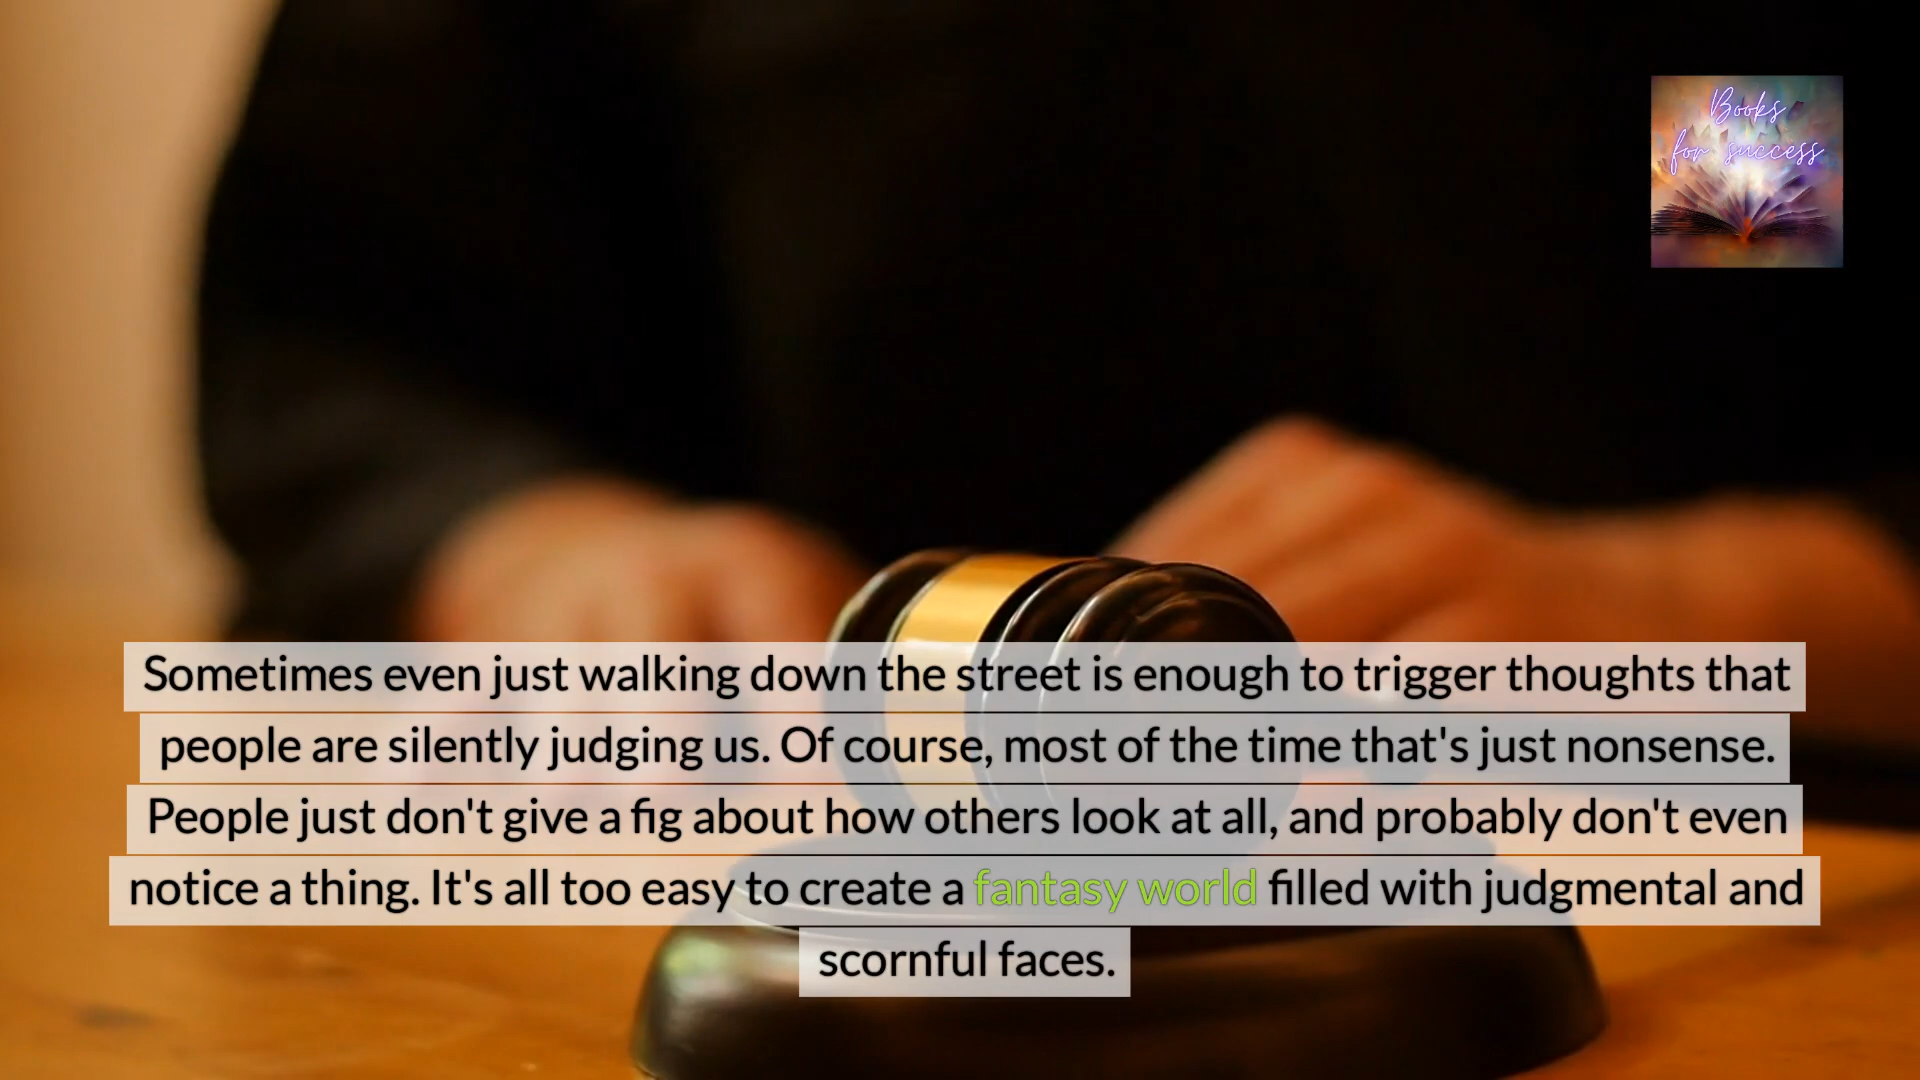 Books
for success
Sometimes even just walking down the street is enough to trigger thoughts that
people are silently judging us. Of course, most of the time that's just nonsense.
People just don't give a fig about how others look at all, and probably don't even
notice a thing. It's all too easy to create a fantasy world filled with judgmental and
scornful faces.